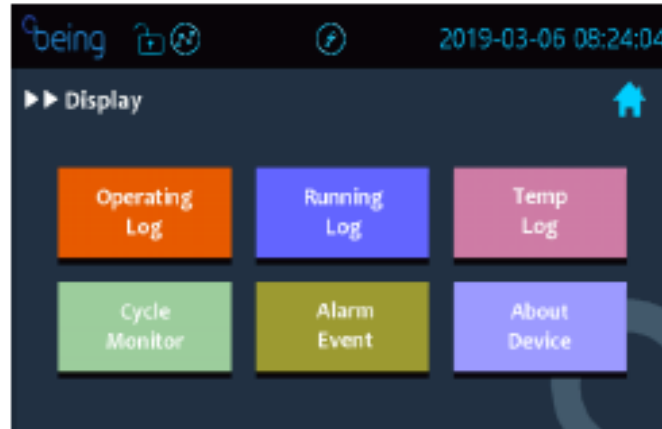 being
2019-03-06 08:24:04
Display
Operating
Log
Running
Log
Temp
Log
Cycle
Monitor
Alarm
Event
About
Device